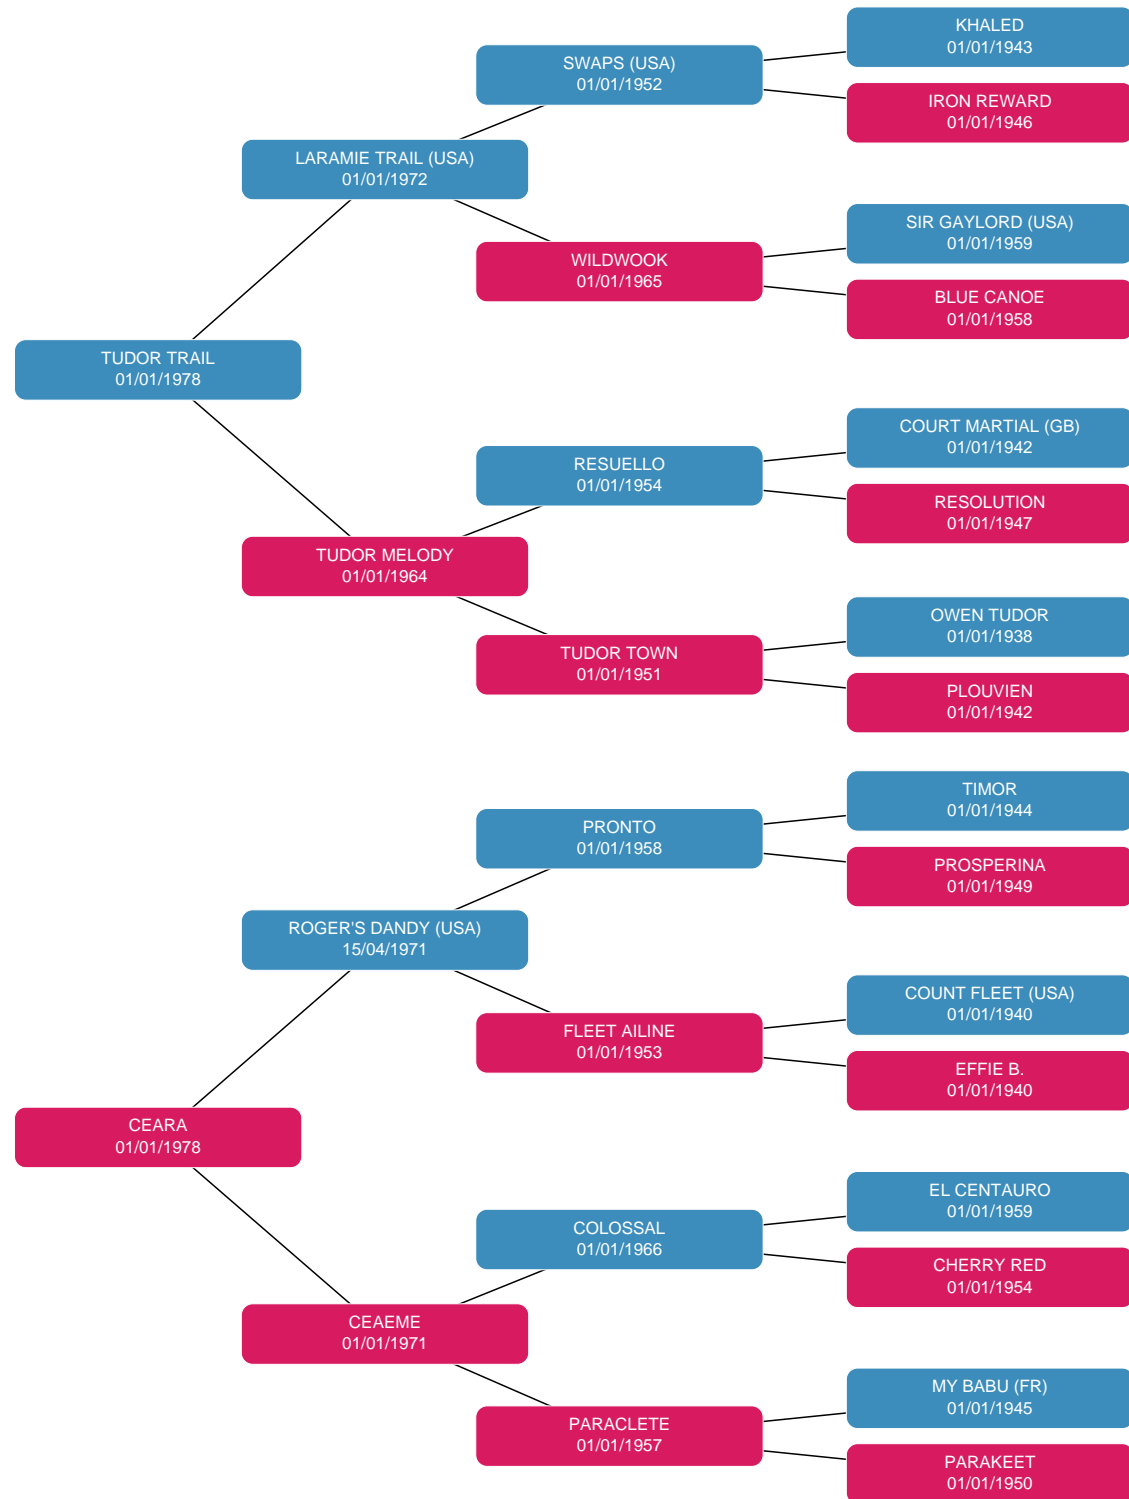 KHALED
01/01/1943
SWAPS (USA)
01/01/1952
IRON REWARD
01/01/1946
LARAMIE TRAIL (USA)
01/01/1972
SIR GAYLORD (USA)
01/01/1959
WILDWOOK
01/01/1965
BLUE CANOE
01/01/1958
TUDOR TRAIL
01/01/1978
COURT MARTIAL (GB)
01/01/1942
RESUELLO
01/01/1954
RESOLUTION
01/01/1947
TUDOR MELODY
01/01/1964
OWEN TUDOR
01/01/1938
TUDOR TOWN
01/01/1951
PLOUVIEN
01/01/1942
TIMOR
01/01/1944
PRONTO
01/01/1958
PROSPERINA
01/01/1949
ROGER'S DANDY (USA)
15/04/1971
COUNT FLEET (USA)
01/01/1940
FLEET AILINE
01/01/1953
EFFIE B.
01/01/1940
CEARA
01/01/1978
EL CENTAURO
01/01/1959
COLOSSAL
01/01/1966
CHERRY RED
01/01/1954
CEAEME
01/01/1971
MY BABU (FR)
01/01/1945
PARACLETE
01/01/1957
PARAKEET
01/01/1950